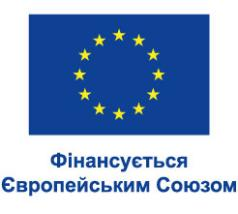 Фінансується
Європейським Союзом